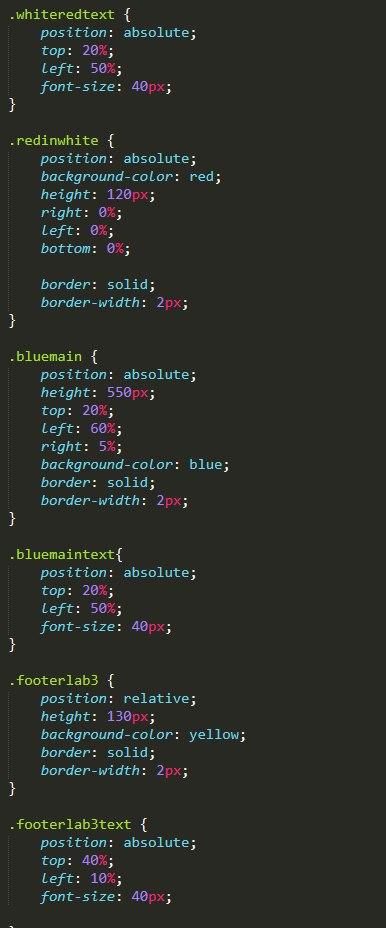 .whiteredtext {
    position: absolute;
    top: 20%;
    left: 50%;
    font-size: 40px;
}

.redinwhite {
    position: absolute;
    background-color: red;
    height: 120px;
    right: 0%;
    left: 0%;
    bottom: 0%;

    border: solid;
    border-width: 2px;
}

.bluemain {
    position: absolute;
    height: 550px;
    top: 20%;
    left: 60%;
    right: 5%;
    background-color: blue;
    border: solid;
    border-width: 2px;
}

.bluemaintext{
    position: absolute;
    top: 20%;
    left: 50%;
    font-size: 40px;
}

.footerlab3 {
    position: relative;
    height: 130px;
    background-color: yellow;
    border: solid;
    border-width: 2px;
}

.footerlab3text {
    position: absolute;
    top: 40%;
    left: 10%;
    font-size: 40px;